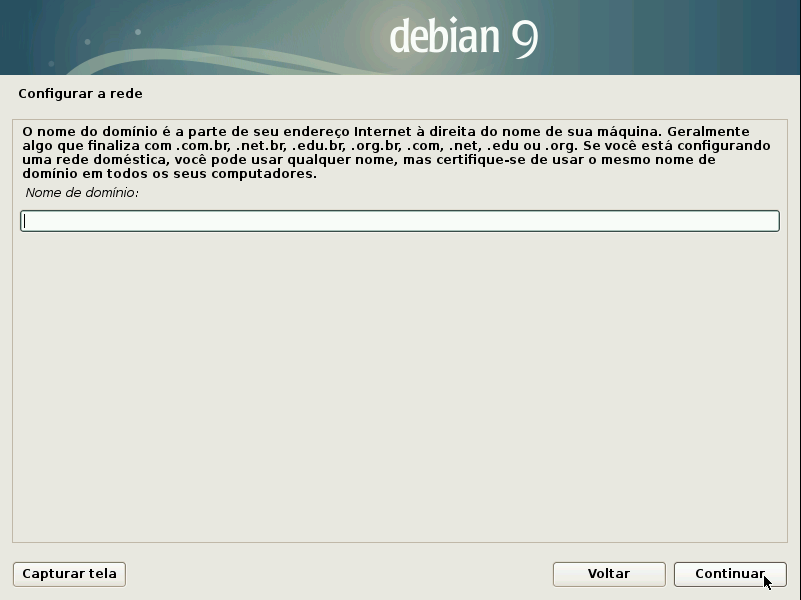 debian 9
Configurar a rede
O nome do domínio é a parte de seu endereço Internet à direita do nome de sua máquina. Geralmente
algo que finaliza com .com.br, .net.br, .edu.br, .org.br, .com, .net, .edu ou .org. Se você está configurando
uma rede doméstica, você pode usar qualquer nome, mas certifique-se de usar o mesmo nome de
domínio em todos os seus computadores.
Nome de domínio:
Capturar tela
Voltar
Continuar